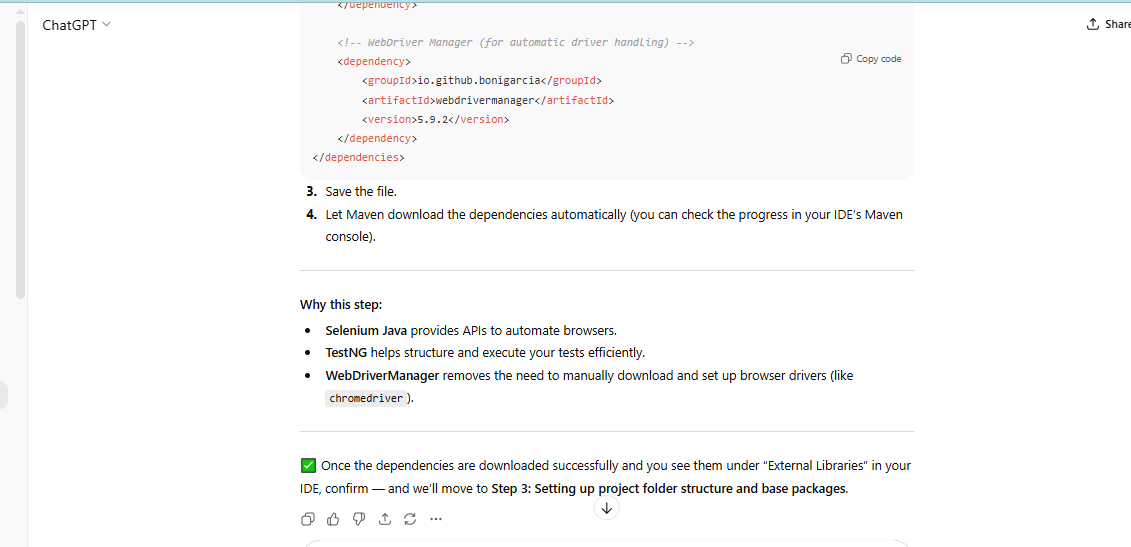 </dependency>
ChatGPT
Share
<!-- WebDriver Manager (for automatic driver handling) -->
<dependency>
Copy code
<groupId>io.github.bonigarcia</groupId>
<artifactId>webdrivermanager</artifactId>
<version>5.9.2</version>
</dependency>
</dependencies>
3. Save the file.
4. Let Maven download the dependencies automatically (you can check the progress in your IDE's Maven
console).
Why this step:
• Selenium Java provides APIs to automate browsers.
• TestNG helps structure and execute your tests efficiently.
• WebDriverManager removes the need to manually download and set up browser drivers (like
chromedriver ).
✅ Once the dependencies are downloaded successfully and you see them under “External Libraries” in your
IDE, confirm — and we’ll move to Step 3: Setting up project folder structure and base packages.